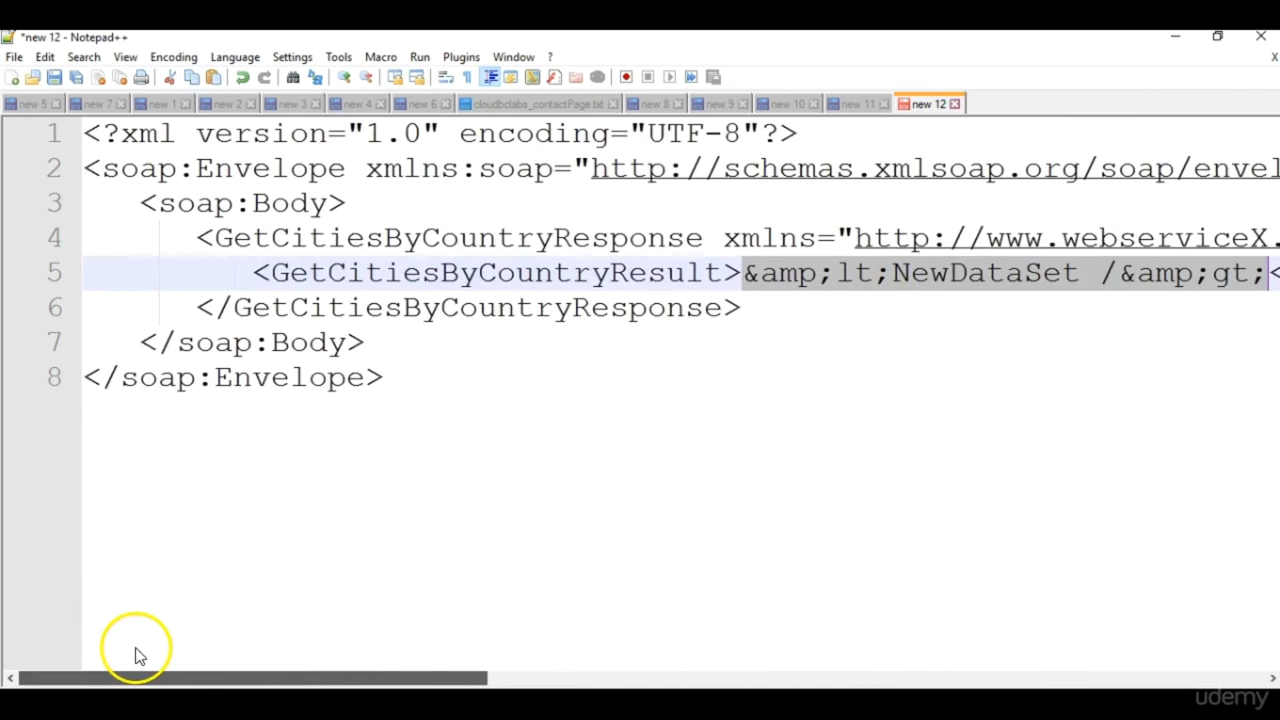 *new 12 - Notepad++
File Edit Search View Encoding Language Settings Tools Macro Run Plugins Window ? X
new 5 new 7 new 1 new 2 new 3 new 4 new 6 cloudbclabs_contactPage.txt new 8 new 9 new 10 new 11 new 12
1 <?xml version="1.0" encoding="UTF-8"?>
2 <soap:Envelope xmlns:soap="http://schemas.xmlsoap.org/soap/envel
3 <soap:Body>
4 <GetCitiesByCountryResponse xmlns="http://www.webserviceX.
5 <GetCitiesByCountryResult>&amp;lt;NewDataSet /&amp;gt;<
6 </GetCitiesByCountryResponse>
7 </soap:Body>
8 </soap:Envelope>
udemy